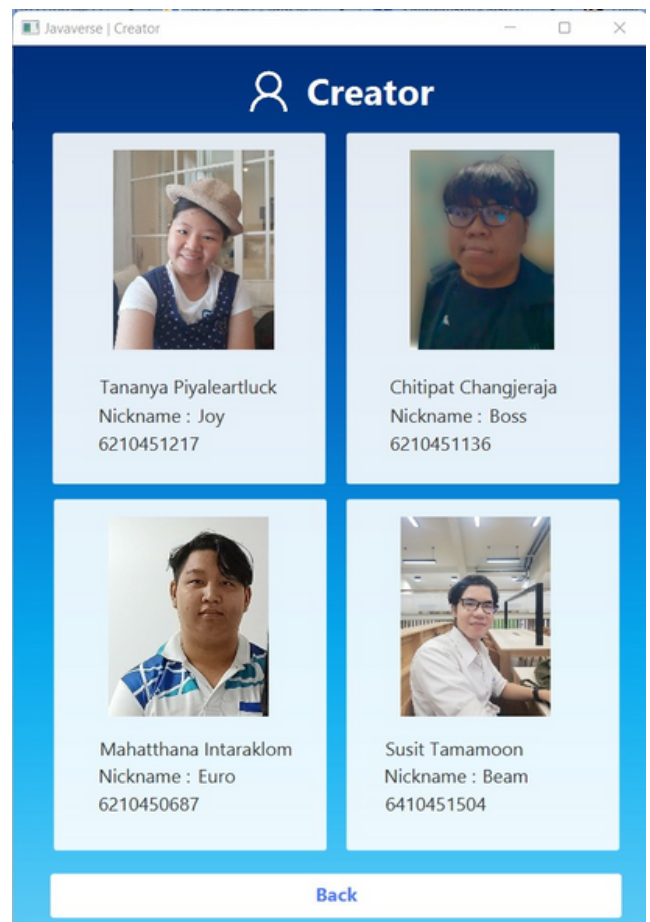 Javaverse | Creator
Creator
Tananya Piyaleartluck
Nickname : Joy
6210451217
Chitipat Changjeraja
Nickname : Boss
6210451136
Mahatthana Intaraklom
Nickname : Euro
6210450687
Susit Tamamoon
Nickname : Beam
6410451504
Back